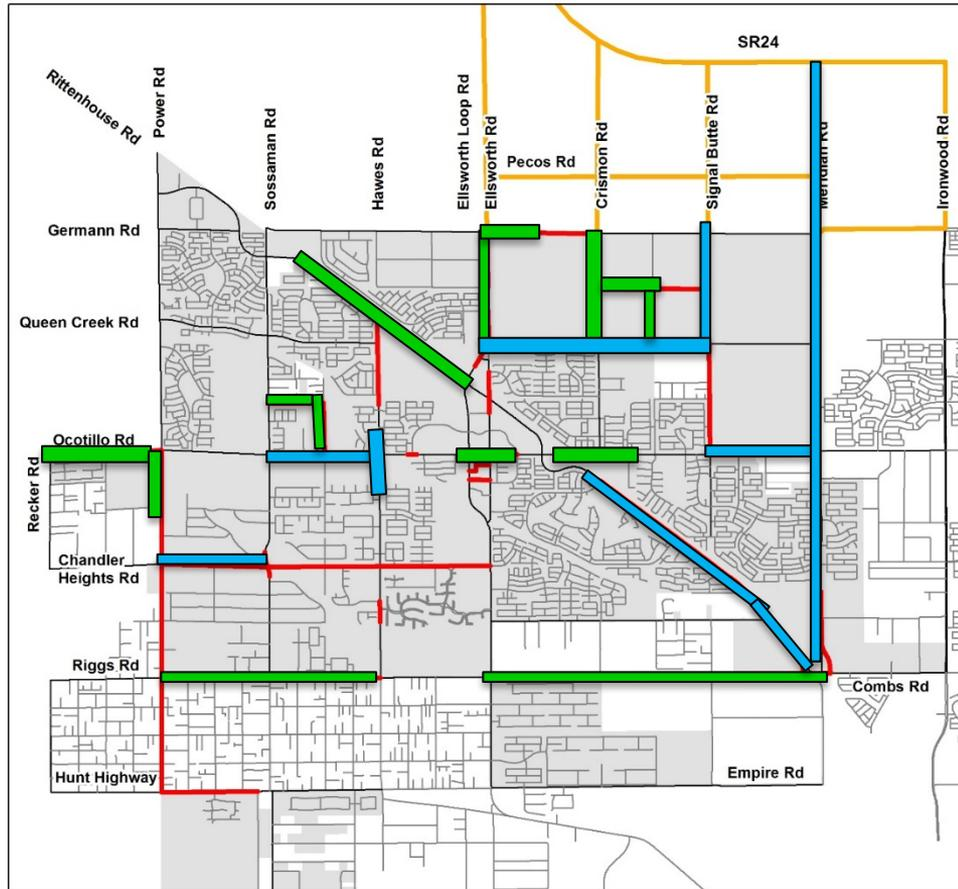 SR24
Rittenhouse Rd
Power Rd
Sossaman Rd
Hawes Rd
Ellsworth Loop Rd
Ellsworth Rd
Crismon Rd
Signal Butte Rd
Meridian Rd
Ironwood Rd
Pecos Rd
Germann Rd
Queen Creek Rd
Ocotillo Rd
Recker Rd
Chandler
Heights Rd
Riggs Rd
Combs Rd
Hunt Highway
Empire Rd